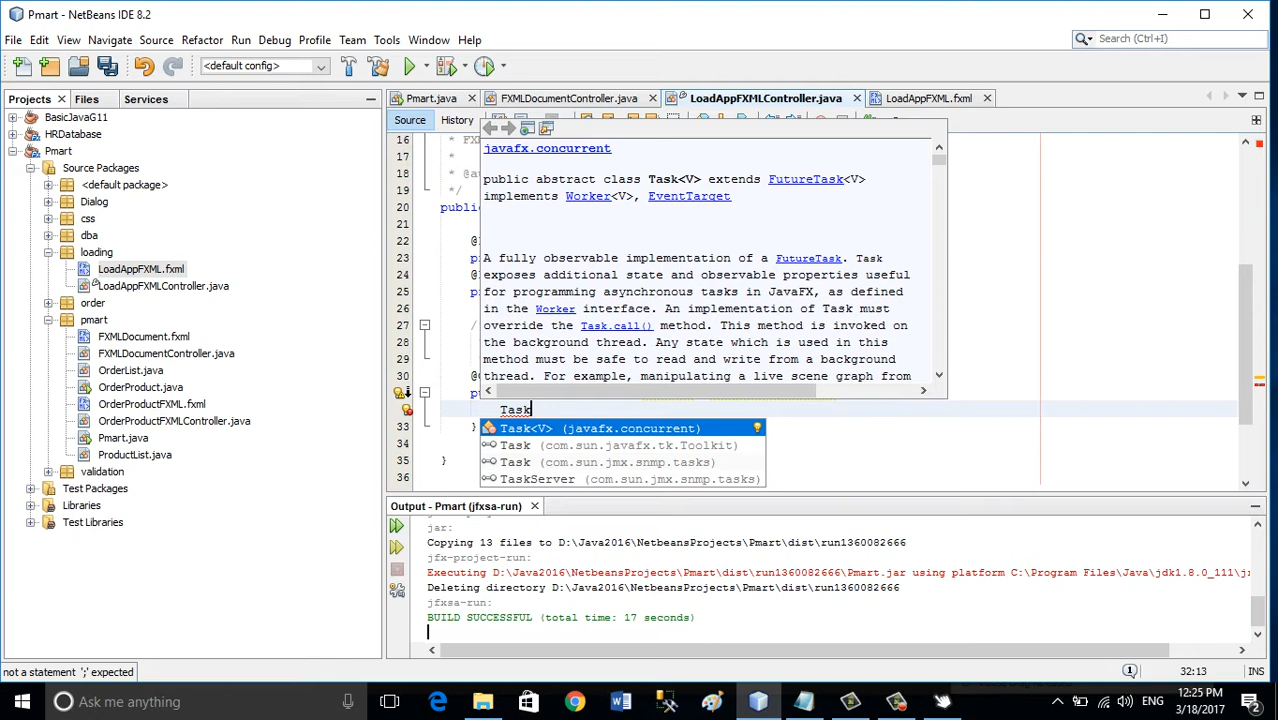 Pmart - NetBeans IDE 8.2
File Edit View Navigate Source Refactor Run Debug Profile Team Tools Window Help
Search (Ctrl+I)
<default config>
Projects Files Services
Pmart.java FXMLDocumentController.java LoadAppFXMLController.java LoadAppFXML.fxml
BasicJavaG11
HRDatabase
Pmart
Source Packages
<default package>
Dialog
css
dba
loading
LoadAppFXML.fxml
LoadAppFXMLController.java
order
pmart
FXMLDocument.fxml
FXMLDocumentController.java
OrderList.java
OrderProduct.java
OrderProductFXML.fxml
OrderProductFXMLController.java
Pmart.java
ProductList.java
validation
Test Packages
Libraries
Test Libraries
Source History
16 * FX
17 *
18 * @a
19 */
20 public
21
22
23
24
25
26
27 /
28
29
30
33 }
34
35 }
36
Task
javafx.concurrent
public abstract class Task<V> extends FutureTask<V>
implements Worker<V>, EventTarget
A fully observable implementation of a FutureTask. Task
exposes additional state and observable properties useful
for programming asynchronous tasks in JavaFX, as defined
in the Worker interface. An implementation of Task must
override the Task.call() method. This method is invoked on
the background thread. Any state which is used in this
method must be safe to read and write from a background
thread. For example, manipulating a live scene graph from
Task<V> (javafx.concurrent)
Task (com.sun.javafx.tk.Toolkit)
Task (com.sun.jmx.snmp.tasks)
TaskServer (com.sun.jmx.snmp.tasks)
Output - Pmart (jfxsa-run)
jar:
Copying 13 files to D:\Java2016\NetbeansProjects\Pmart\dist\run1360082666
jfx-project-run:
Executing D:\Java2016\NetbeansProjects\Pmart\dist\run1360082666\Pmart.jar using platform C:\Program Files\Java\jdk1.8.0_111\j
Deleting directory D:\Java2016\NetbeansProjects\Pmart\dist\run1360082666
jfxsa-run:
BUILD SUCCESSFUL (total time: 17 seconds)
not a statement ';' expected
1
32:13
INS
Ask me anything
ENG
12:25 PM
3/18/2017
2